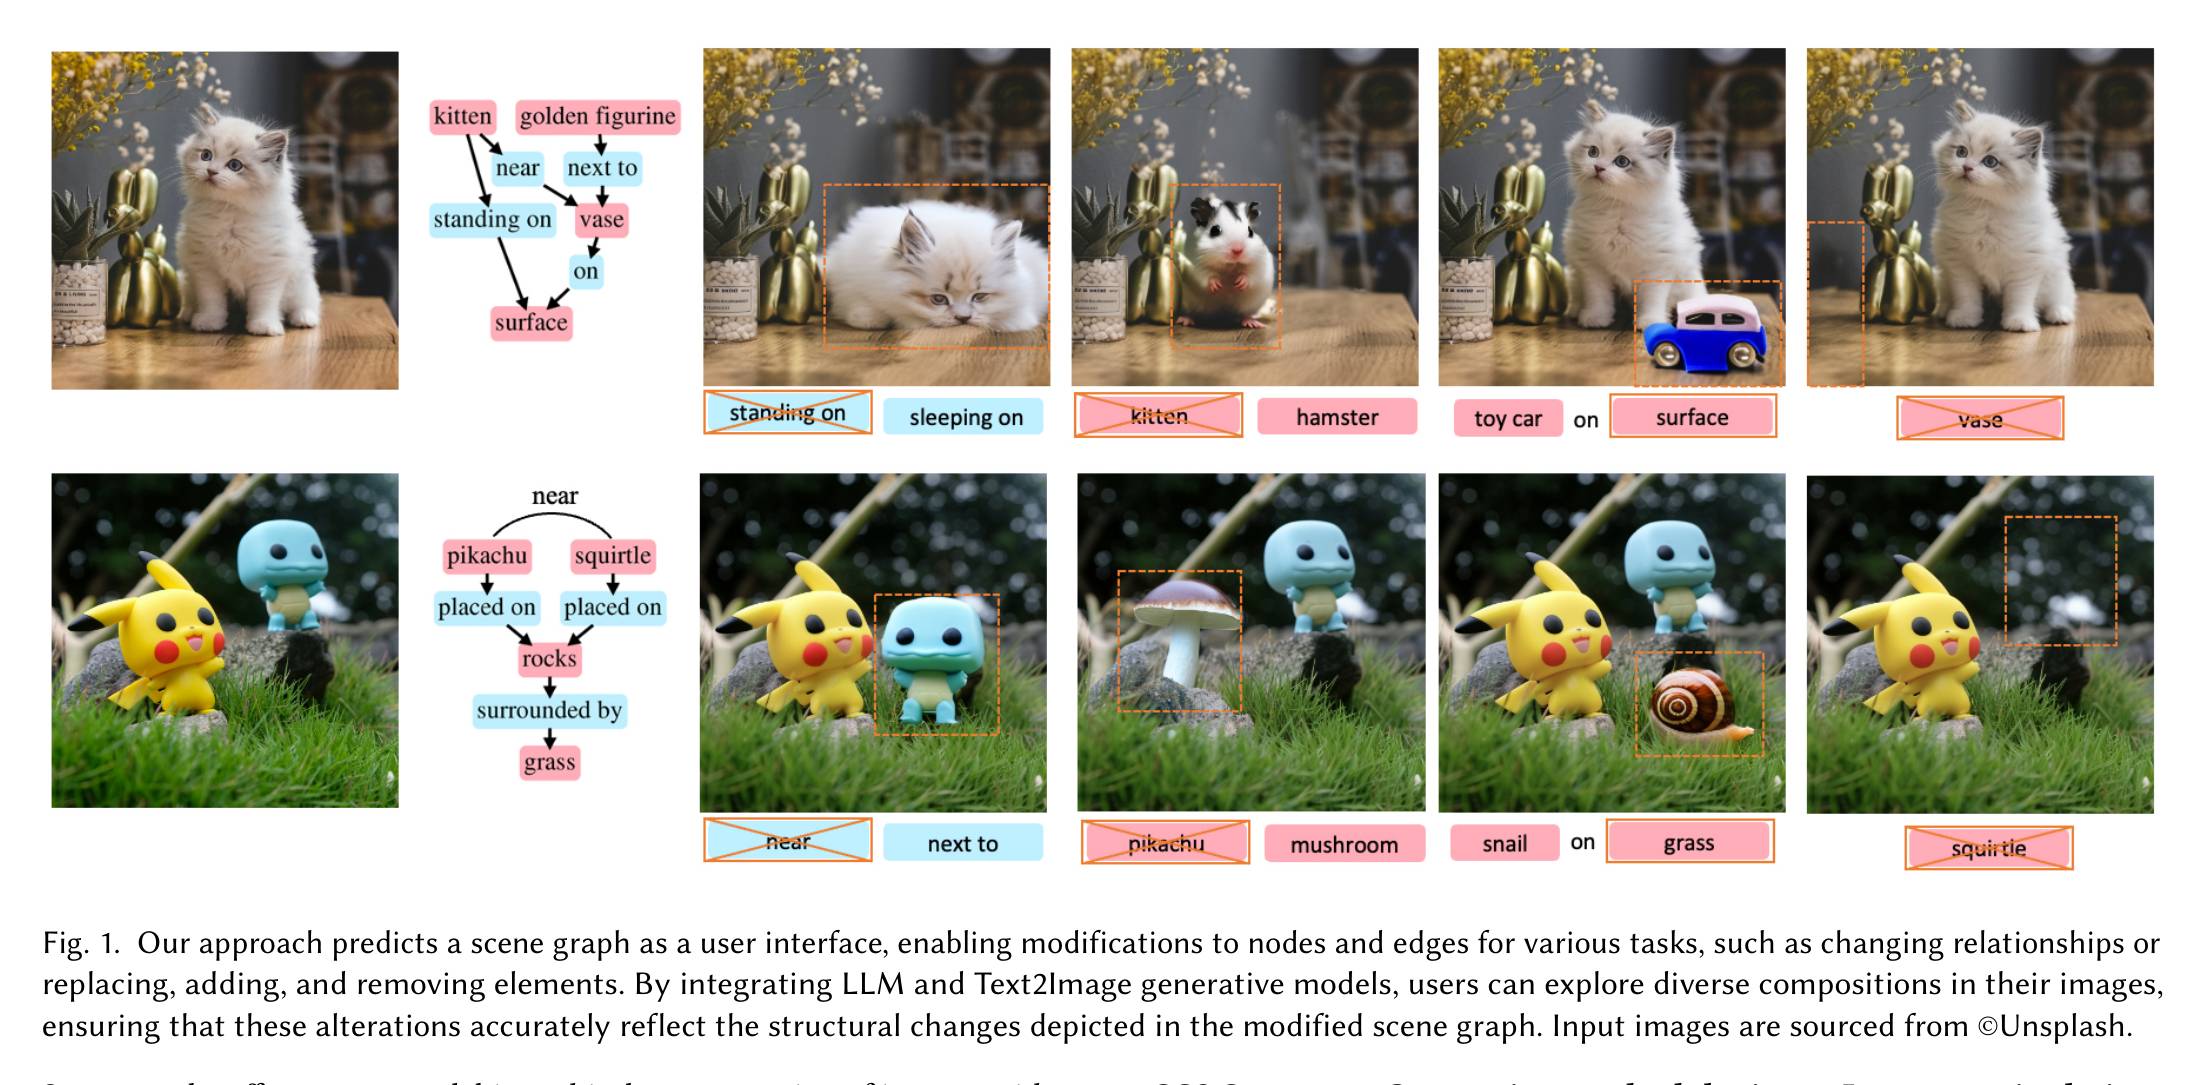 kitten golden figurine
near next to
standing on vase
on
surface
standing on sleeping on kitten hamster toy car on surface vase
near
pikachu squirtle
placed on placed on
rocks
surrounded by
grass
near next to pikachu mushroom snail on grass squirtle
Fig. 1. Our approach predicts a scene graph as a user interface, enabling modifications to nodes and edges for various tasks, such as changing relationships or
replacing, adding, and removing elements. By integrating LLM and Text2Image generative models, users can explore diverse compositions in their images,
ensuring that these alterations accurately reflect the structural changes depicted in the modified scene graph. Input images are sourced from ©Unsplash.